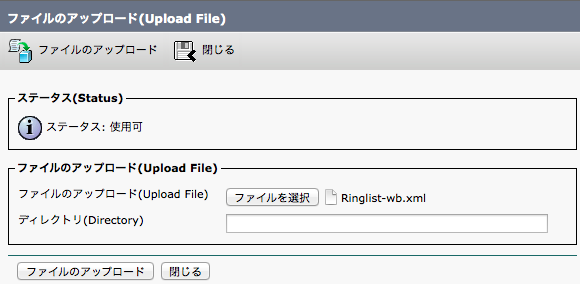 ファイルのアップロード(Upload File)
ファイルのアップロード 閉じる
ステータス(Status)
ステータス: 使用可
ファイルのアップロード(Upload File)
ファイルのアップロード(Upload File) ファイルを選択 Ringlist-wb.xml
ディレクトリ(Directory)
ファイルのアップロード 閉じる